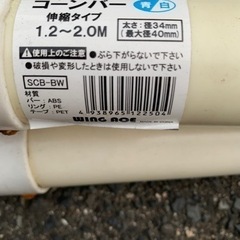 コーンバー
青白
伸縮タイプ
1.2～2.0M
太さ:径34mm
(最大径40mm)
使用上のご注意
●ぶら下がらないで下さい
●破損や変形したときは使用しないで下さい
SCB-BW
材質
バー:ABS
リング:PE
テープ:PET
4938965122504
WING ACE